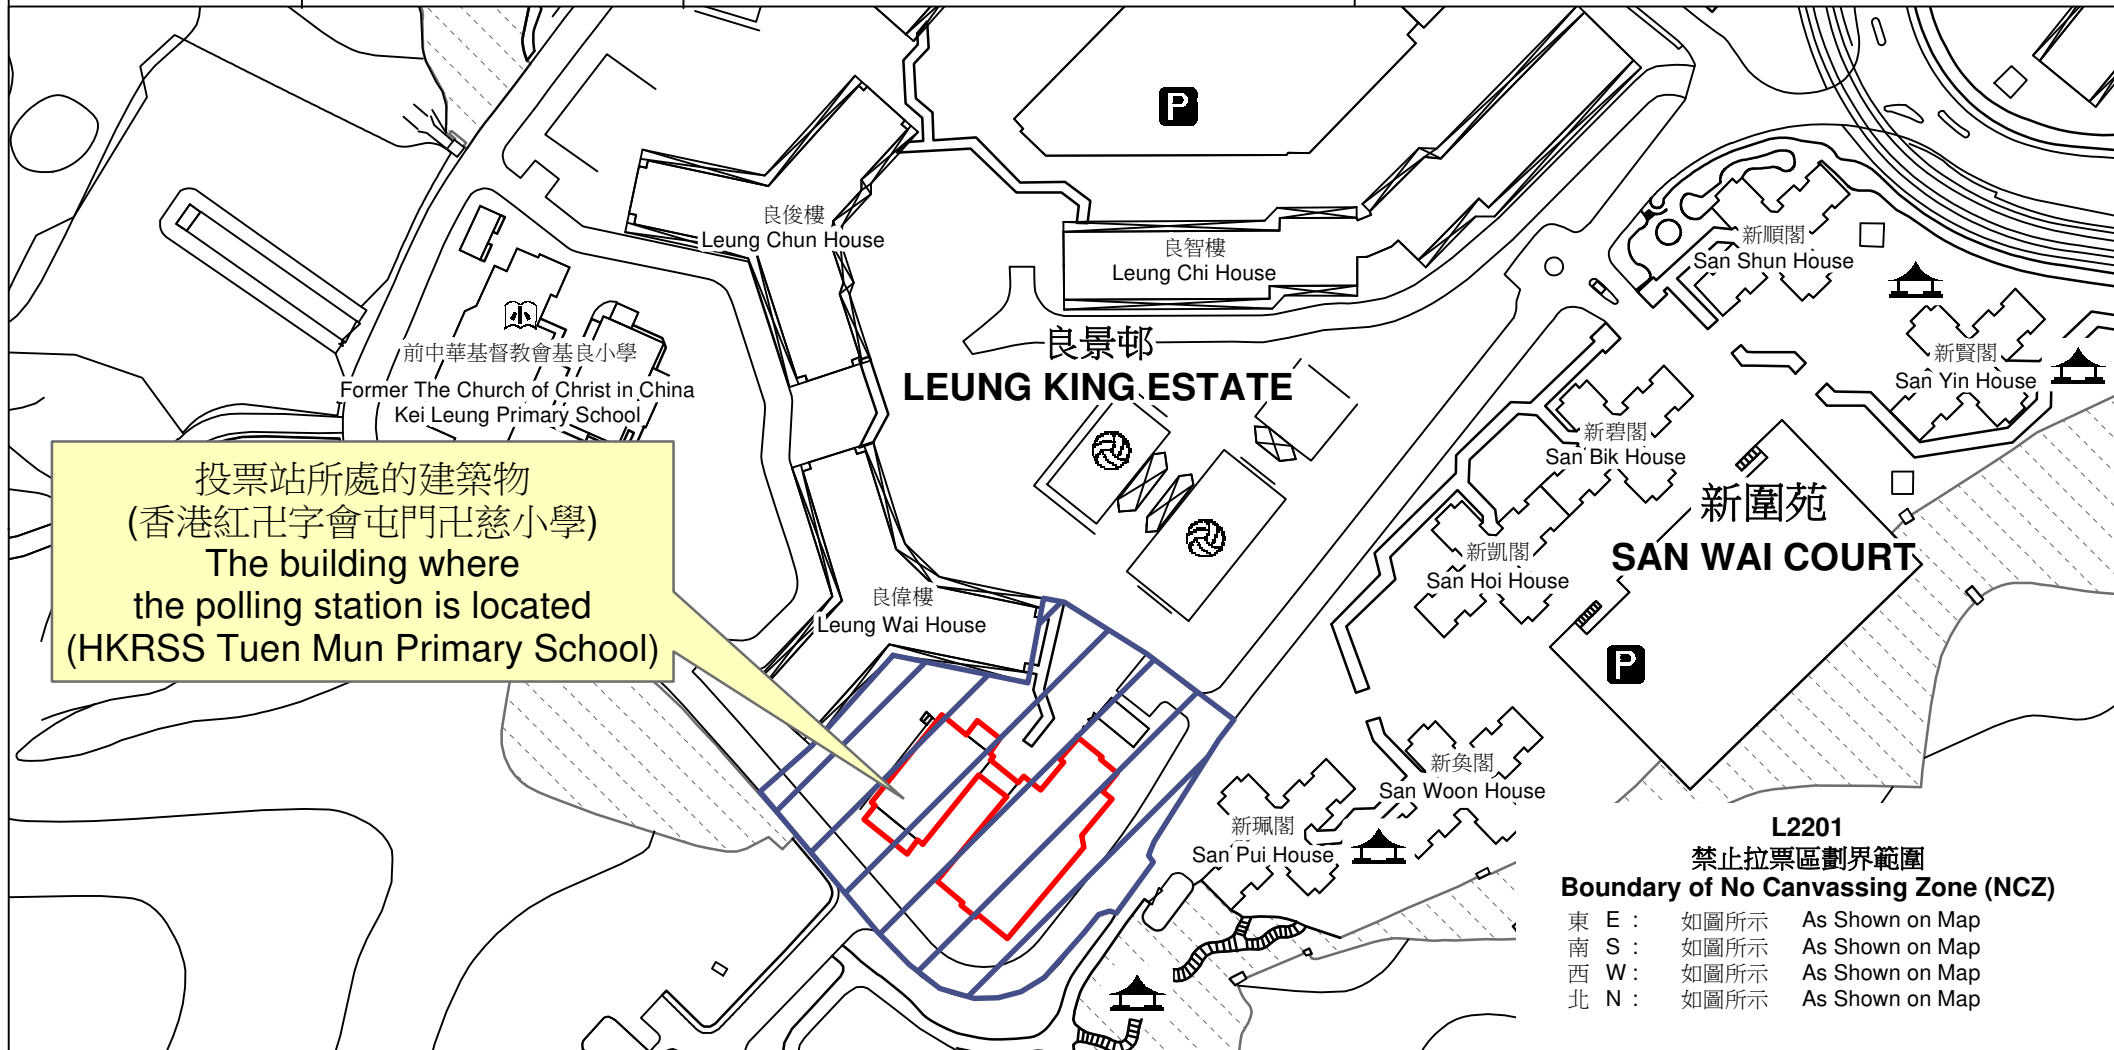 P
良俊樓
Leung Chun House
良智樓
Leung Chi House
新順閣
San Shun House
小
前中華基督教會基良小學
Former The Church of Christ in China
Kei Leung Primary School
良景邨
LEUNG KING ESTATE
新賢閣
San Yin House
新碧閣
San Bik House
投票站所處的建築物
(香港紅卍字會屯門卍慈小學)
The building where
the polling station is located
(HKRSS Tuen Mun Primary School)
新圍苑
SAN WAI COURT
新凱閣
San Hoi House
良偉樓
Leung Wai House
P
新奐閣
San Woon House
新珮閣
San Pui House
L2201
禁止拉票區劃界範圍
Boundary of No Canvassing Zone (NCZ)
東 E : 如圖所示 As Shown on Map
南 S : 如圖所示 As Shown on Map
西 W : 如圖所示 As Shown on Map
北 N : 如圖所示 As Shown on Map